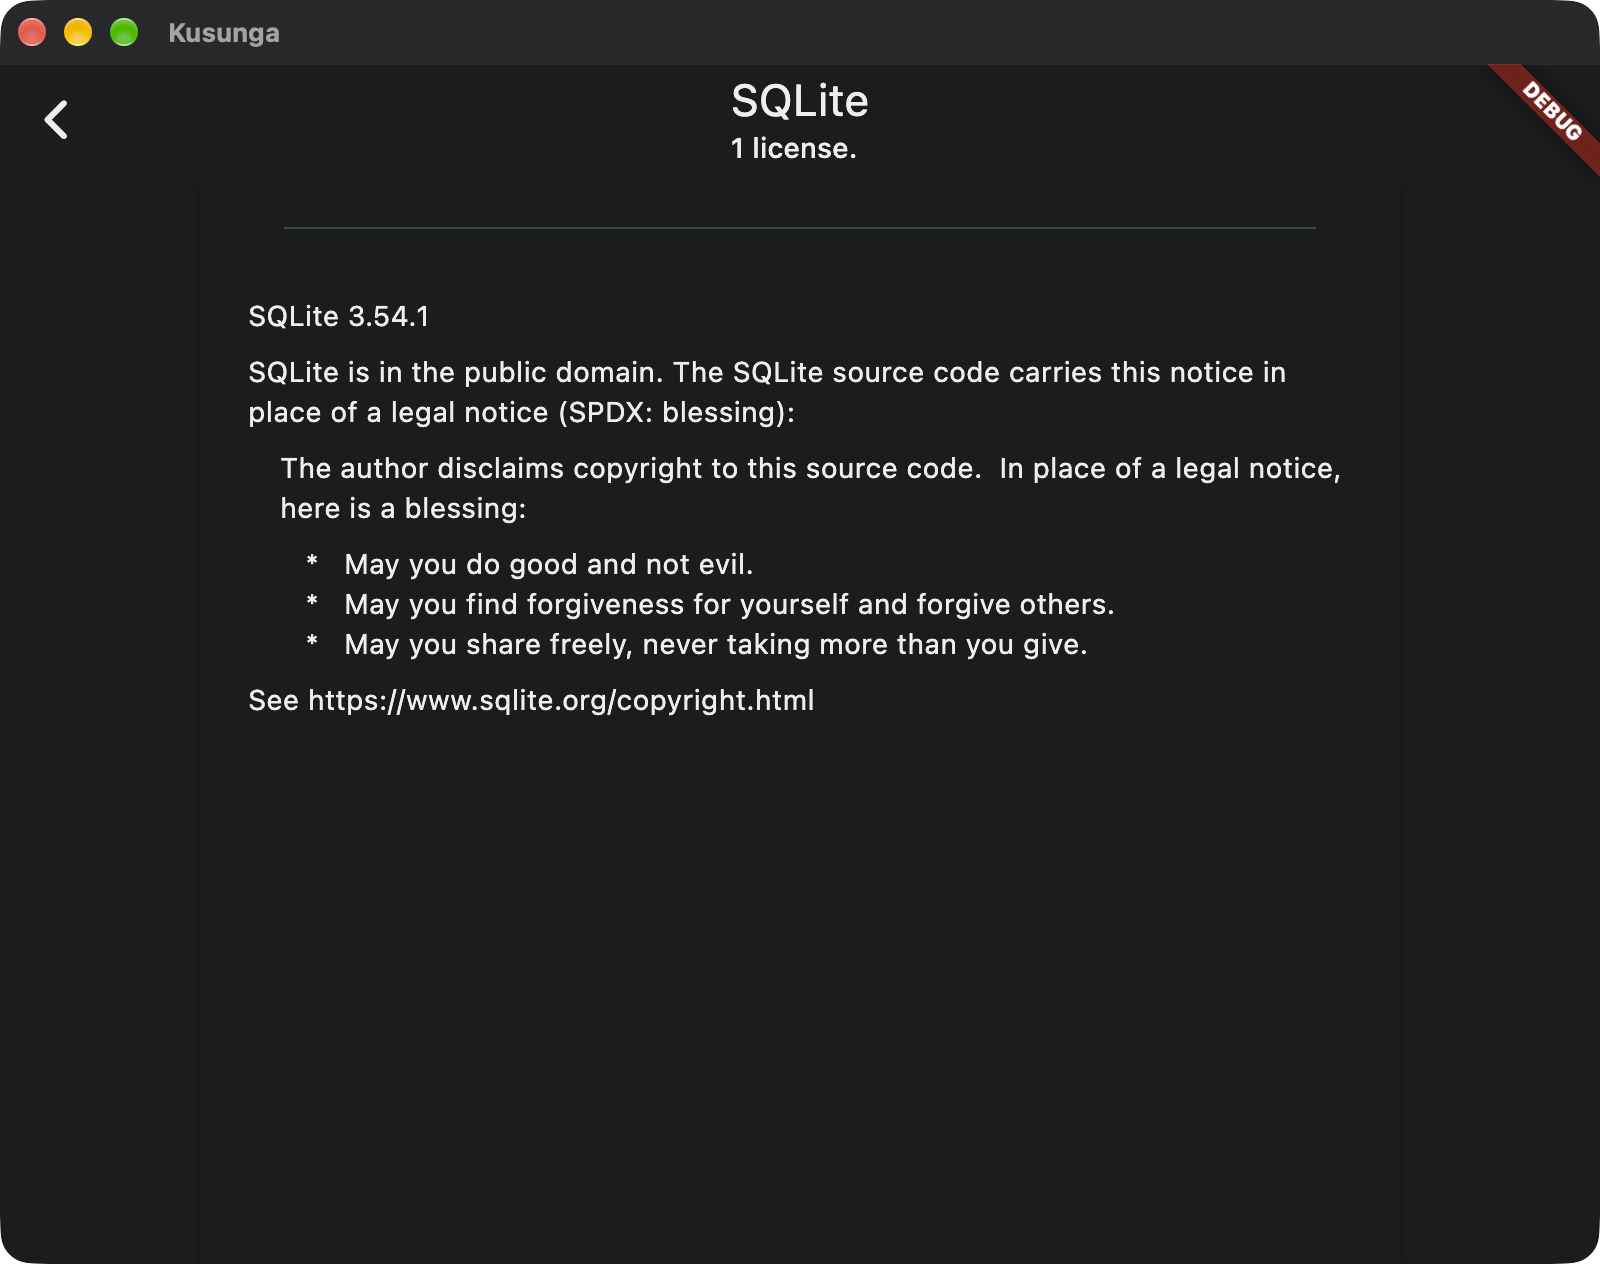 Kusunga
DEBUG
SQLite
1 license.
SQLite 3.54.1
SQLite is in the public domain. The SQLite source code carries this notice in
place of a legal notice (SPDX: blessing):
The author disclaims copyright to this source code.  In place of a legal notice,
here is a blessing:
*   May you do good and not evil.
*   May you find forgiveness for yourself and forgive others.
*   May you share freely, never taking more than you give.
See https://www.sqlite.org/copyright.html